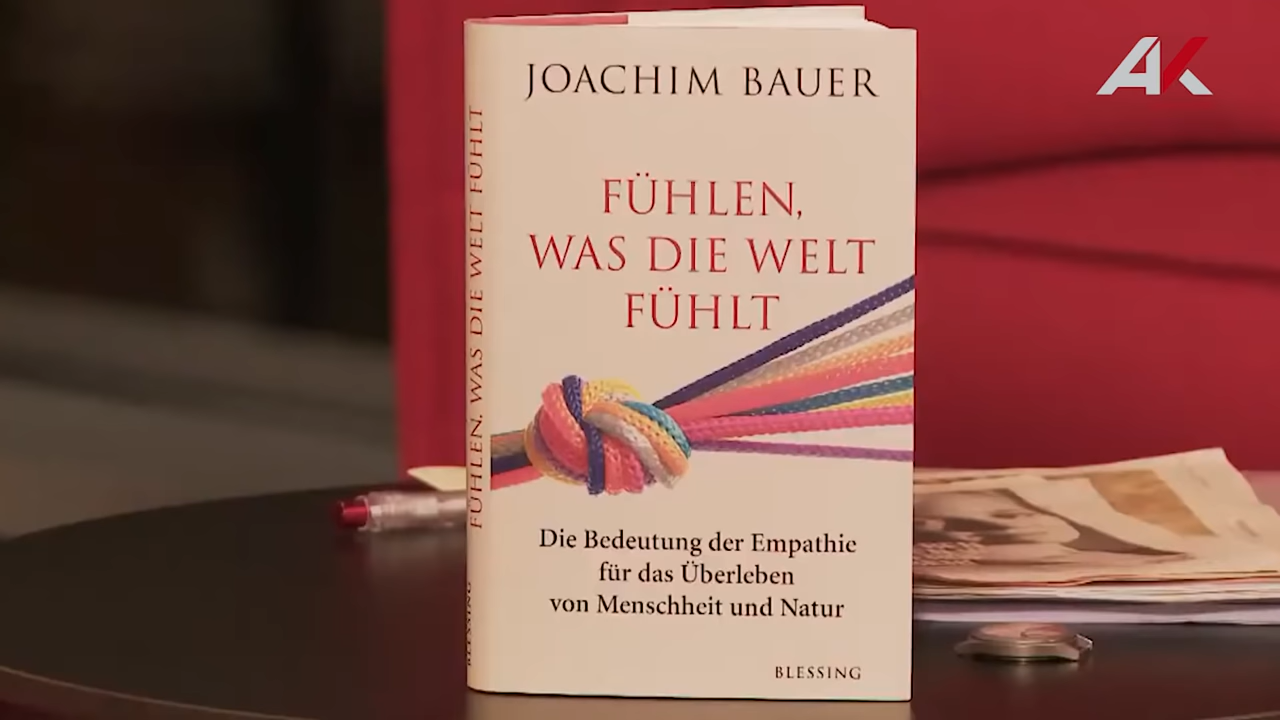 AK
JOACHIM BAUER
FÜHLEN,
WAS DIE WELT
FÜHLT
Die Bedeutung der Empathie
für das Überleben
von Menschheit und Natur
BLESSING
FÜHLEN, WAS DIE WELT FÜHLT
BLESSING